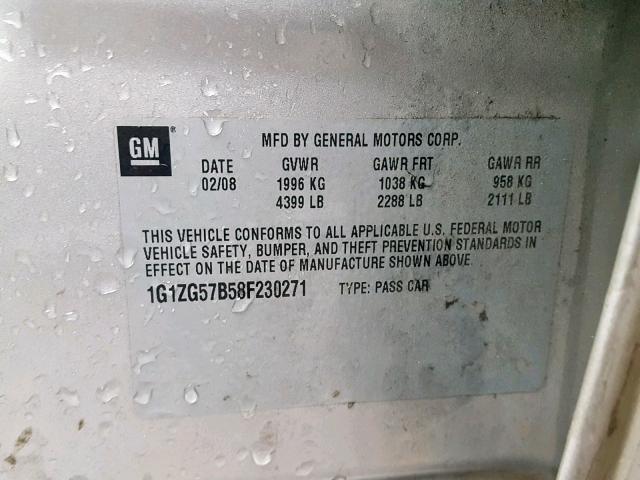 GM®
MFD BY GENERAL MOTORS CORP.
DATE GVWR GAWR FRT GAWR RR
02/08 1996 KG 1038 KG 958 KG
4399 LB 2288 LB 2111 LB
THIS VEHICLE CONFORMS TO ALL APPLICABLE U.S. FEDERAL MOTOR
VEHICLE SAFETY, BUMPER, AND THEFT PREVENTION STANDARDS IN
EFFECT ON THE DATE OF MANUFACTURE SHOWN ABOVE.
1G1ZG57B58F230271 TYPE: PASS CAR